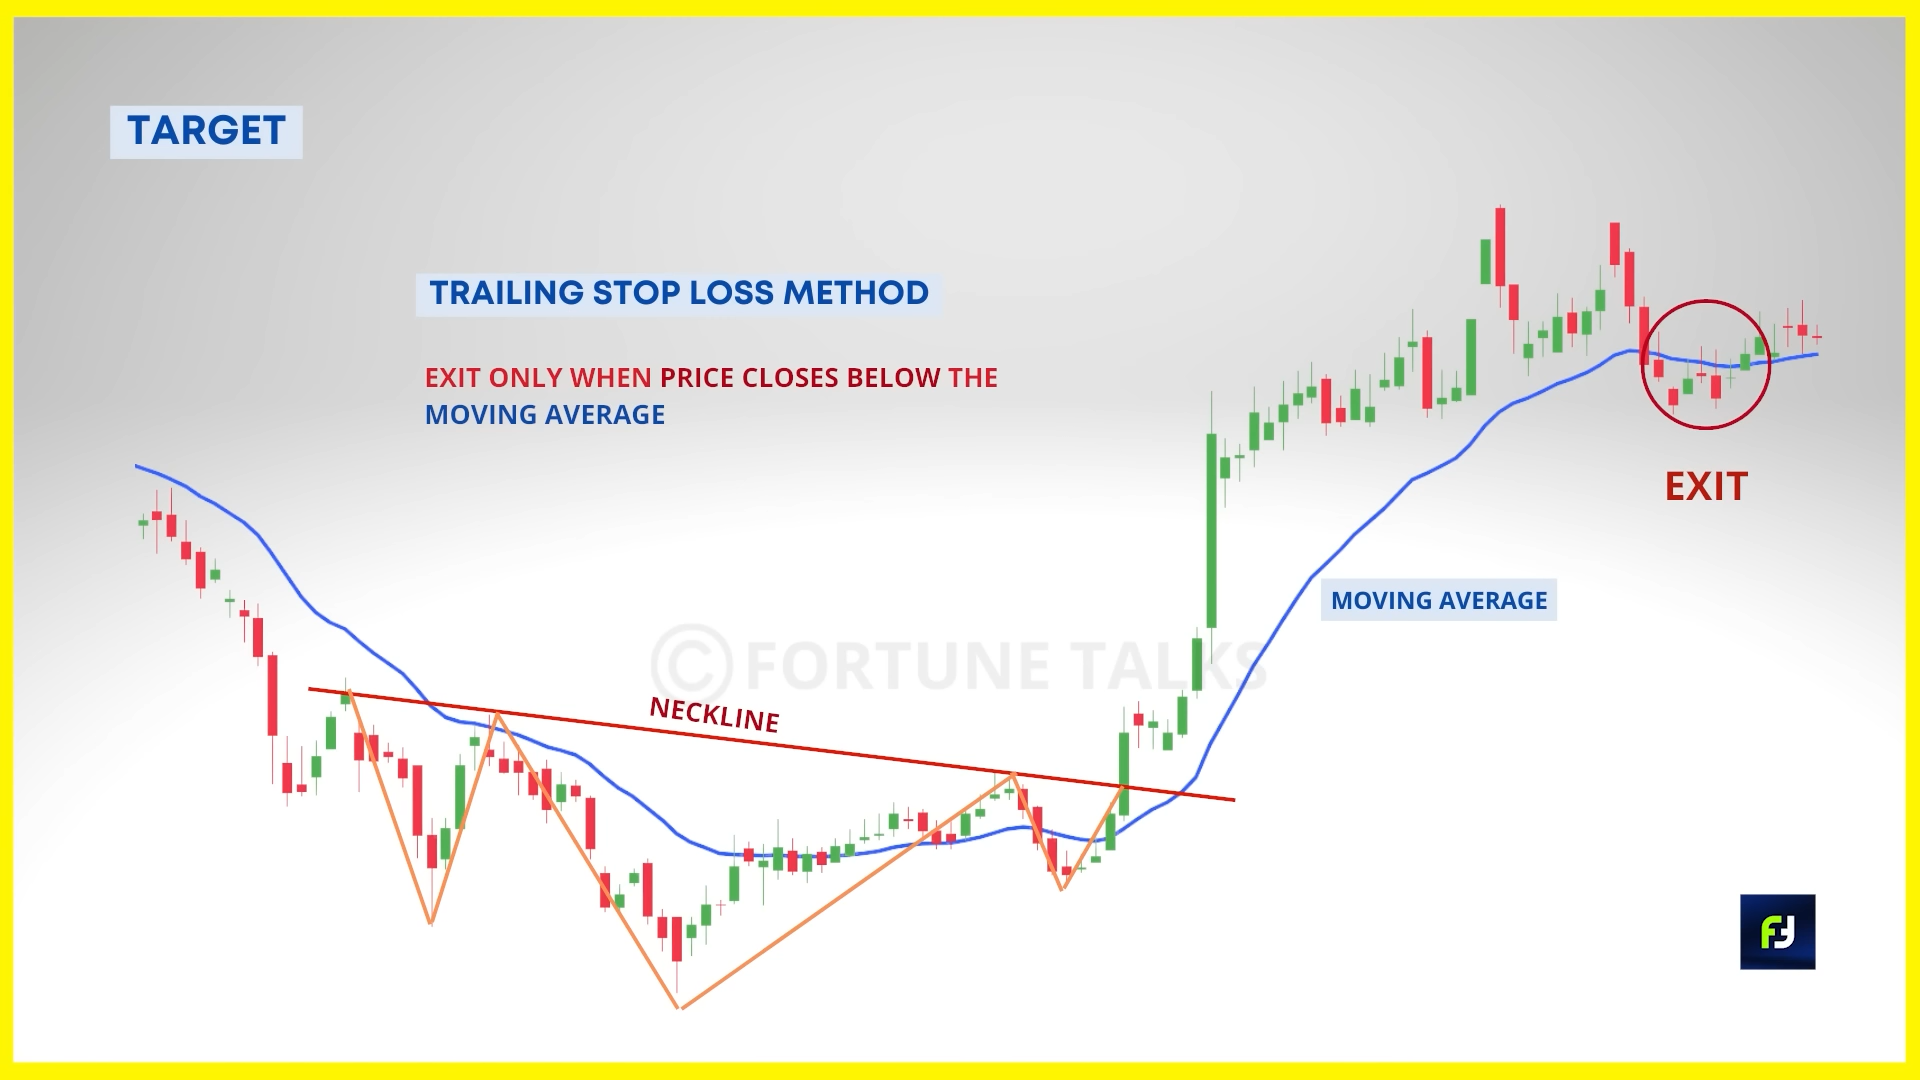 TARGET
TRAILING STOP LOSS METHOD
EXIT ONLY WHEN PRICE CLOSES BELOW THE
MOVING AVERAGE
EXIT
MOVING AVERAGE
© FORTUNE TALKS
NECKLINE